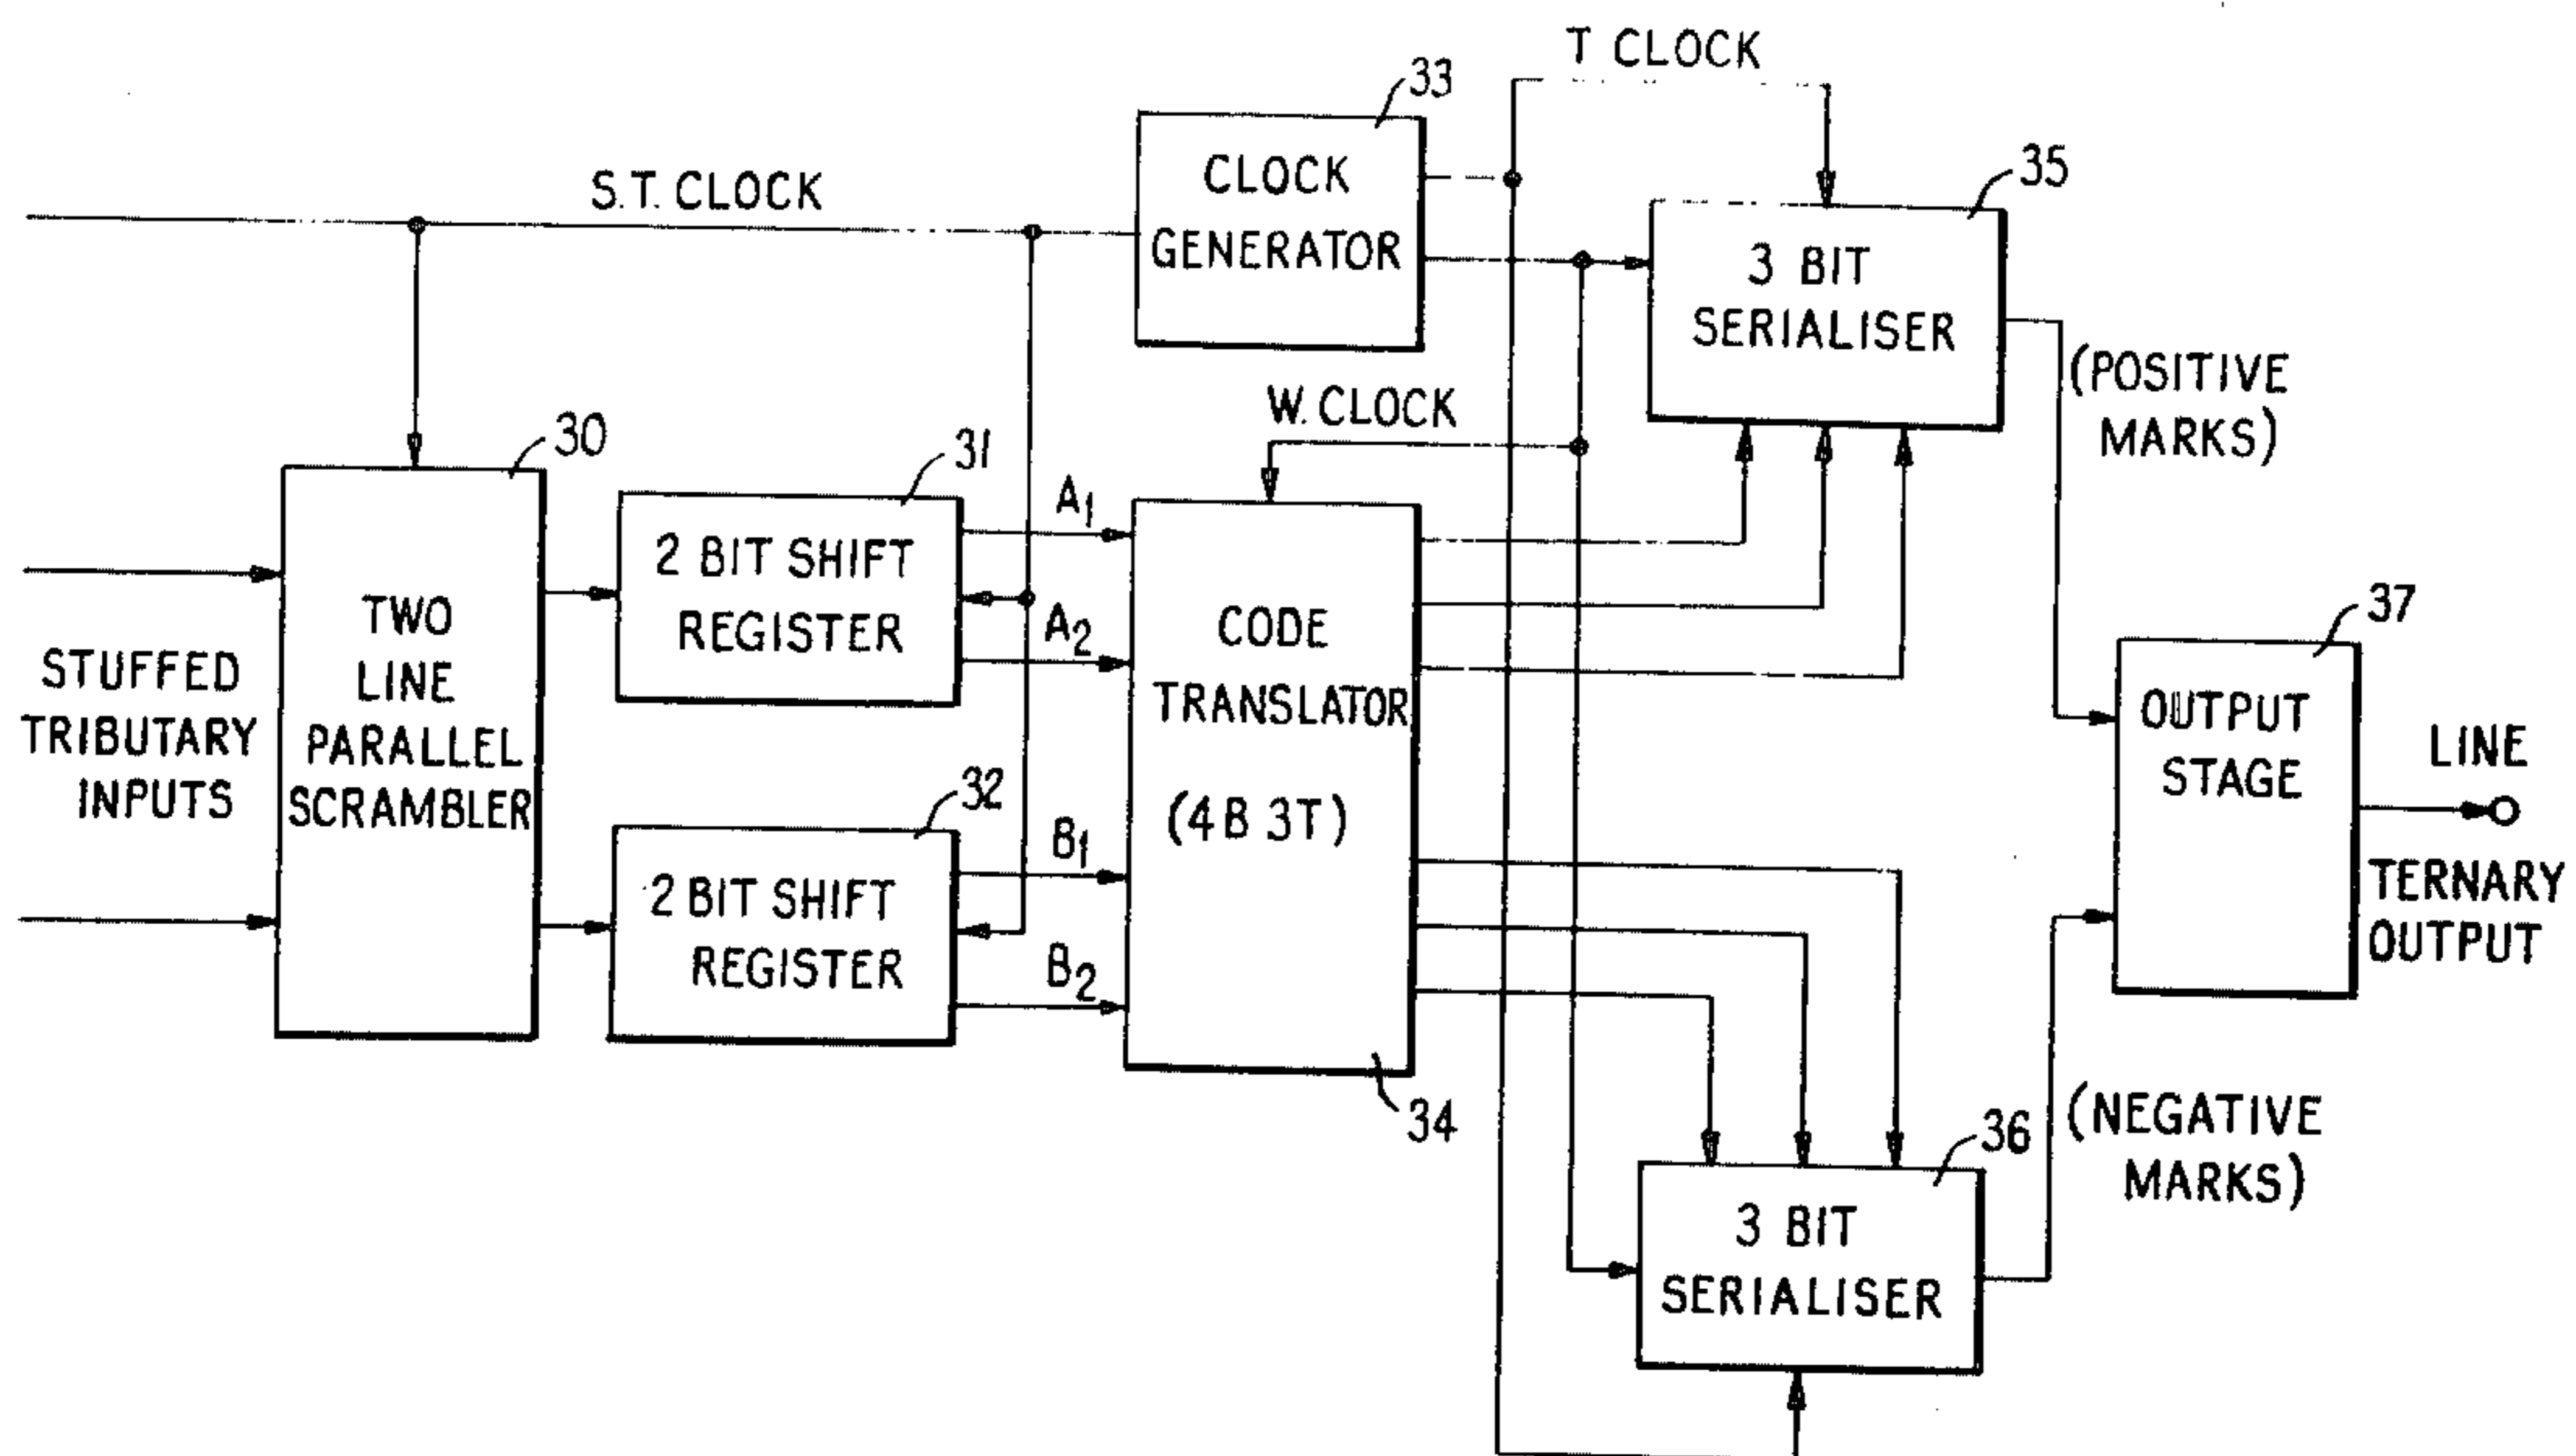 T CLOCK
33
CLOCK
GENERATOR
S.T. CLOCK
35
3 BIT
SERIALISER
(POSITIVE
MARKS)
W. CLOCK
30
TWO
LINE
PARALLEL
SCRAMBLER
31
2 BIT SHIFT
REGISTER
A1
A2
STUFFED
TRIBUTARY
INPUTS
32
2 BIT SHIFT
REGISTER
B1
B2
CODE
TRANSLATOR
(4B 3T)
34
37
OUTPUT
STAGE
LINE
TERNARY
OUTPUT
36
3 BIT
SERIALISER
(NEGATIVE
MARKS)